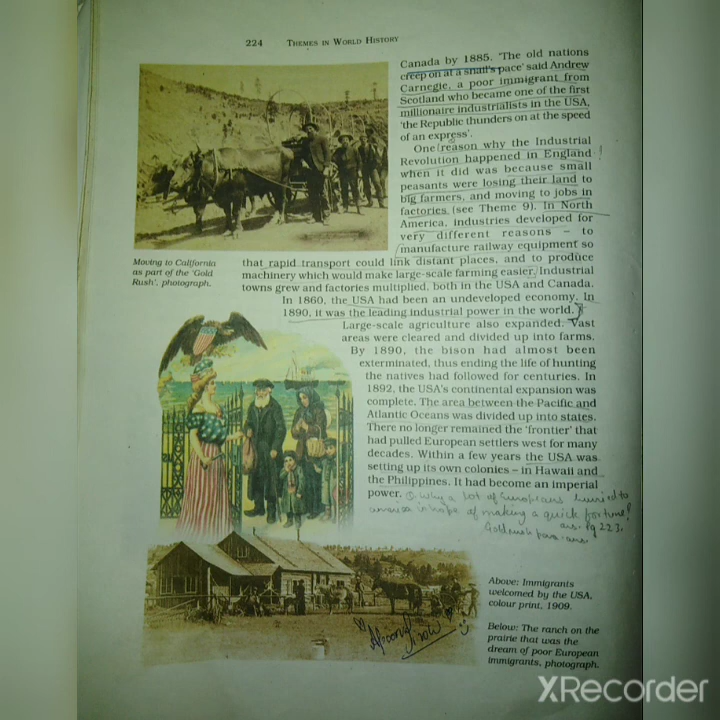 224 THEMES IN WORLD HISTORY
Canada by 1885. 'The old nations
creep on at a snail's pace' said Andrew
Carnegie, a poor immigrant from
Scotland who became one of the first
millionaire industrialists in the USA,
'the Republic thunders on at the speed
of an express'.
One reason why the Industrial
Revolution happened in England
when it did was because small
peasants were losing their land to
big farmers, and moving to jobs in
factories (see Theme 9). In North
America, industries developed for
very different reasons – to
manufacture railway equipment so
that rapid transport could link distant places, and to produce
machinery which would make large-scale farming easier. Industrial
towns grew and factories multiplied, both in the USA and Canada.
In 1860, the USA had been an undeveloped economy. In
1890, it was the leading industrial power in the world.
Large-scale agriculture also expanded. Vast
areas were cleared and divided up into farms.
By 1890, the bison had almost been
exterminated, thus ending the life of hunting
the natives had followed for centuries. In
1892, the USA's continental expansion was
complete. The area between the Pacific and
Atlantic Oceans was divided up into states.
There no longer remained the 'frontier' that
had pulled European settlers west for many
decades. Within a few years the USA was
setting up its own colonies – in Hawaii and
the Philippines. It had become an imperial
power.
Q why a lot of Europeans hurried to
America in hope of making a quick fortune?
ans. pg 223.
Goldrush para-ans
Moving to California
as part of the 'Gold
Rush', photograph.
Above: Immigrants
welcomed by the USA,
colour print, 1909.
Below: The ranch on the
prairie that was the
dream of poor European
immigrants, photograph.
XRecorder